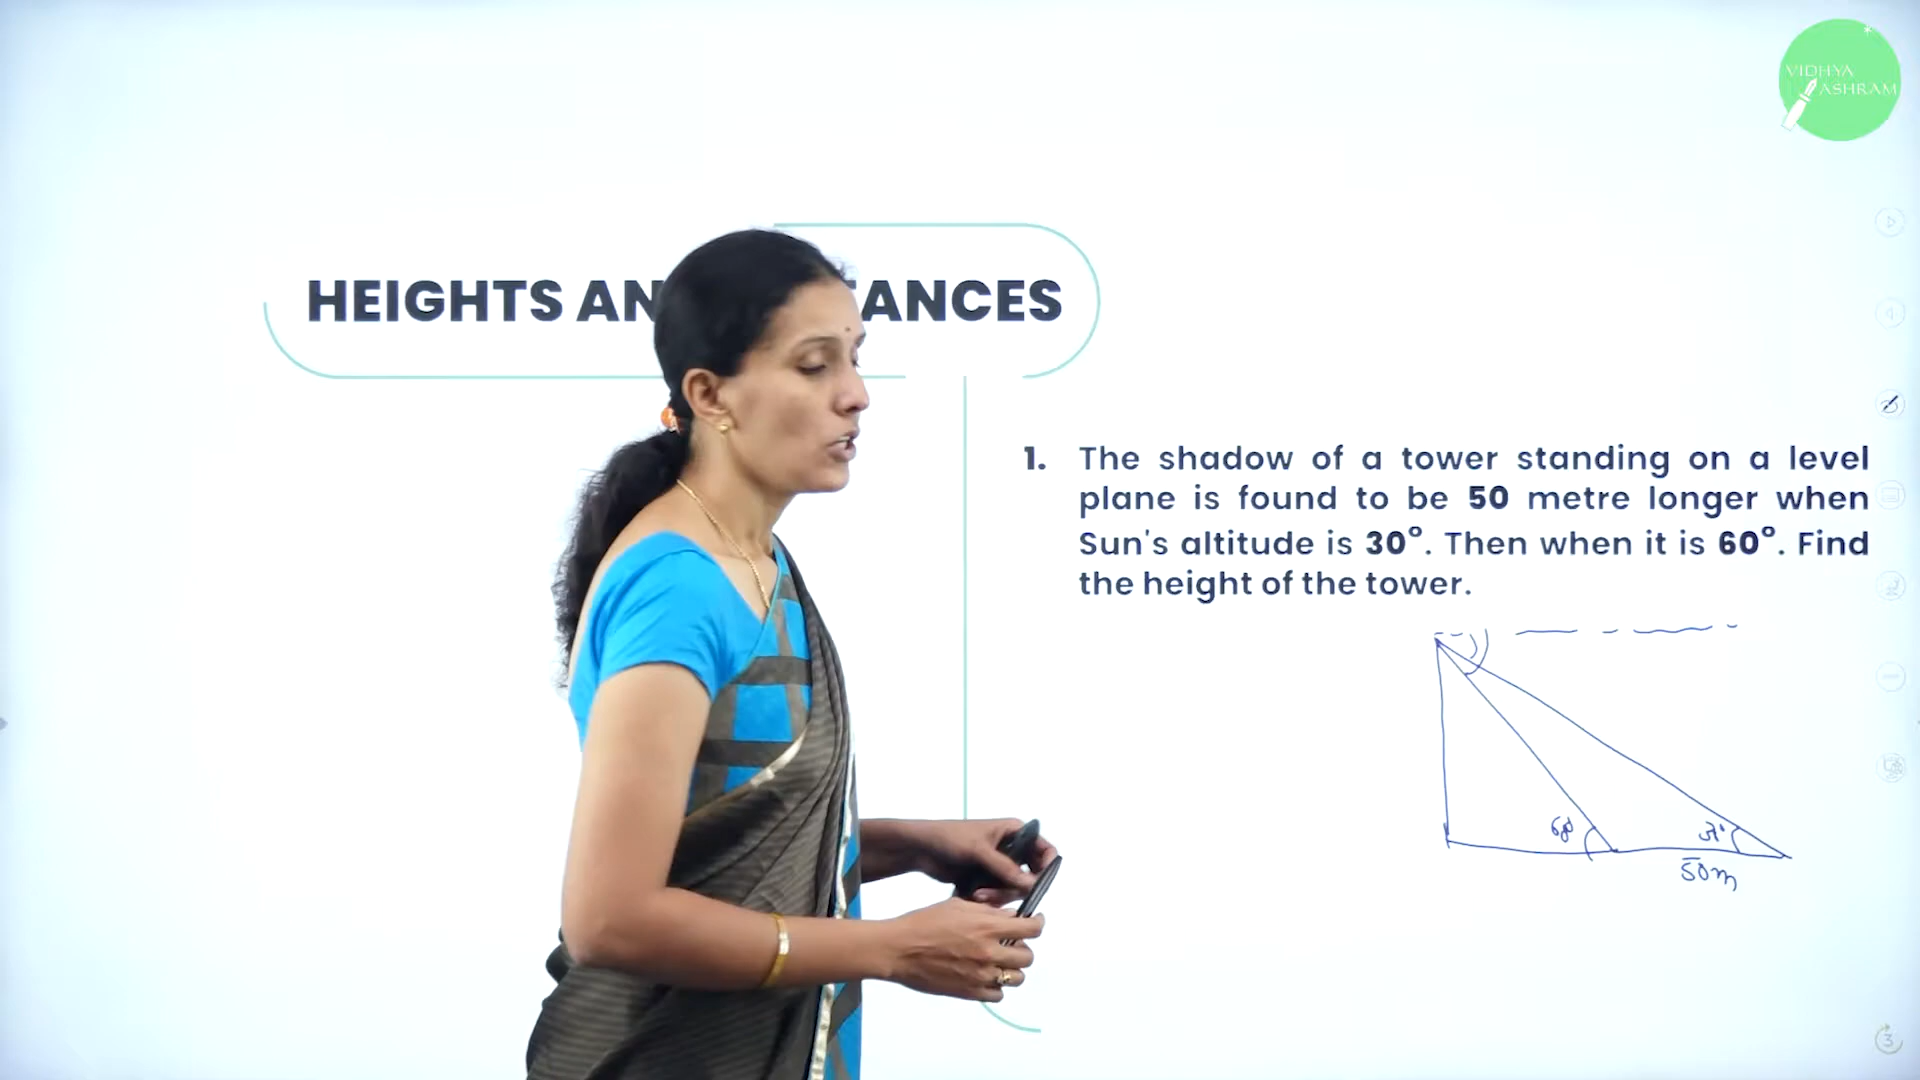 VIDHYA
ASHRAM
HEIGHTS AN TANCES
1. The shadow of a tower standing on a level
plane is found to be 50 metre longer when
Sun's altitude is 30°. Then when it is 60°. Find
the height of the tower.
60°
30°
50m
3